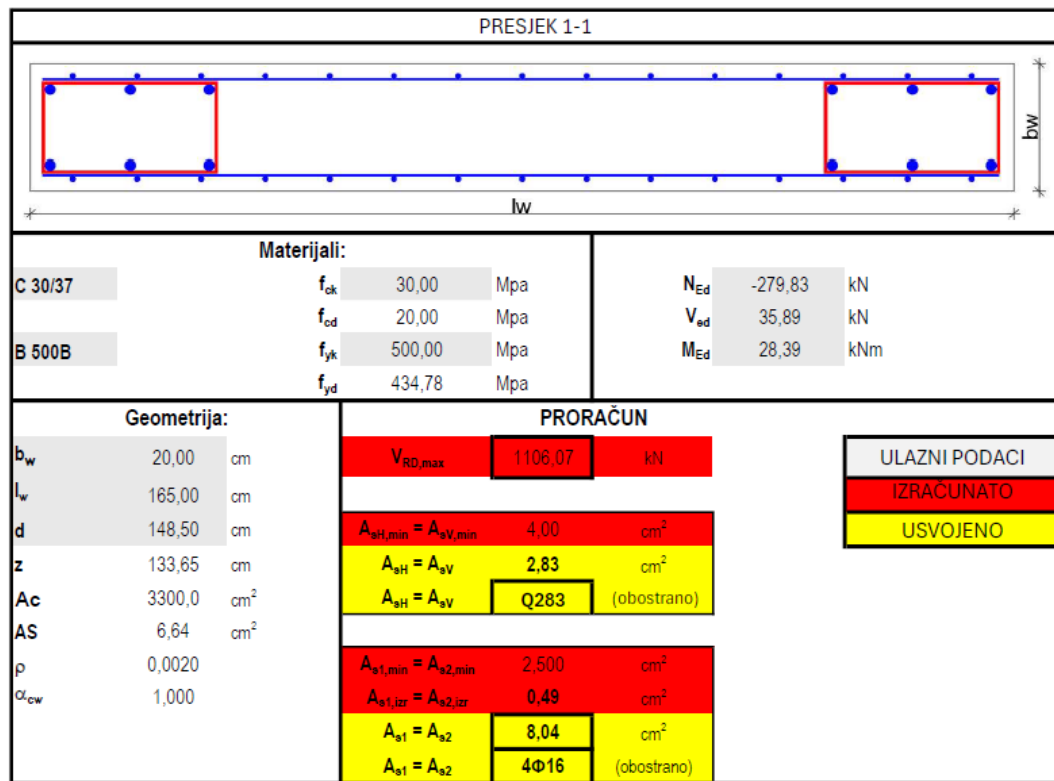 PRESJEK 1-1
bw
lw
Materijali:
C 30/37 fck 30,00 Mpa NEd -279,83 kN
fcd 20,00 Mpa Ved 35,89 kN
B 500B fyk 500,00 Mpa MEd 28,39 kNm
fyd 434,78 Mpa
Geometrija: PRORAČUN
bw 20,00 cm VRD,max 1106,07 kN ULAZNI PODACI
lw 165,00 cm IZRAČUNATO
d 148,50 cm AsH,min = AsV,min 4,00 cm² USVOJENO
z 133,65 cm AsH = AsV 2,83 cm²
Ac 3300,0 cm² AsH = AsV Q283 (obostrano)
AS 6,64 cm²
ρ 0,0020 As1,min = As2,min 2,500 cm²
αcw 1,000 As1,izr = As2,izr 0,49 cm²
As1 = As2 8,04 cm²
As1 = As2 4Φ16 (obostrano)